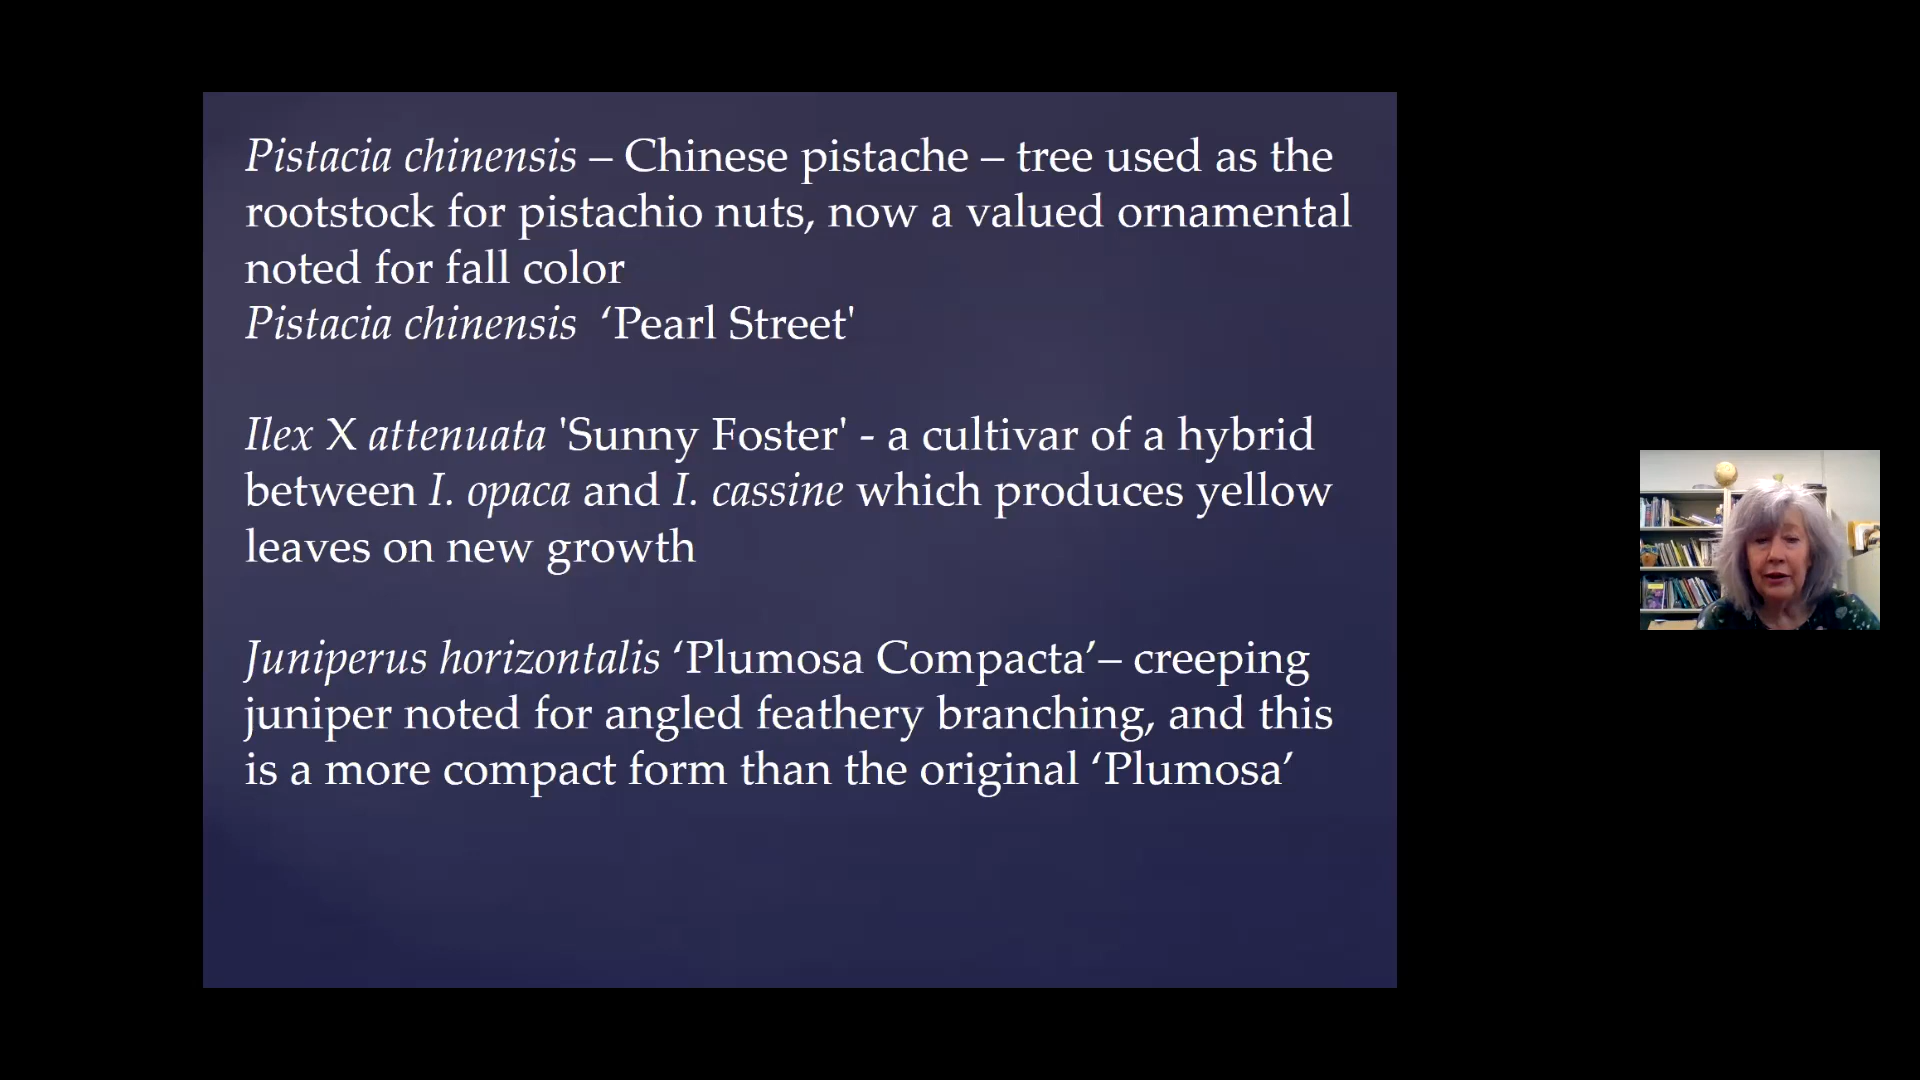 Pistacia chinensis – Chinese pistache – tree used as the
rootstock for pistachio nuts, now a valued ornamental
noted for fall color
Pistacia chinensis ‘Pearl Street'
Ilex X attenuata 'Sunny Foster' - a cultivar of a hybrid
between I. opaca and I. cassine which produces yellow
leaves on new growth
Juniperus horizontalis ‘Plumosa Compacta’– creeping
juniper noted for angled feathery branching, and this
is a more compact form than the original ‘Plumosa’